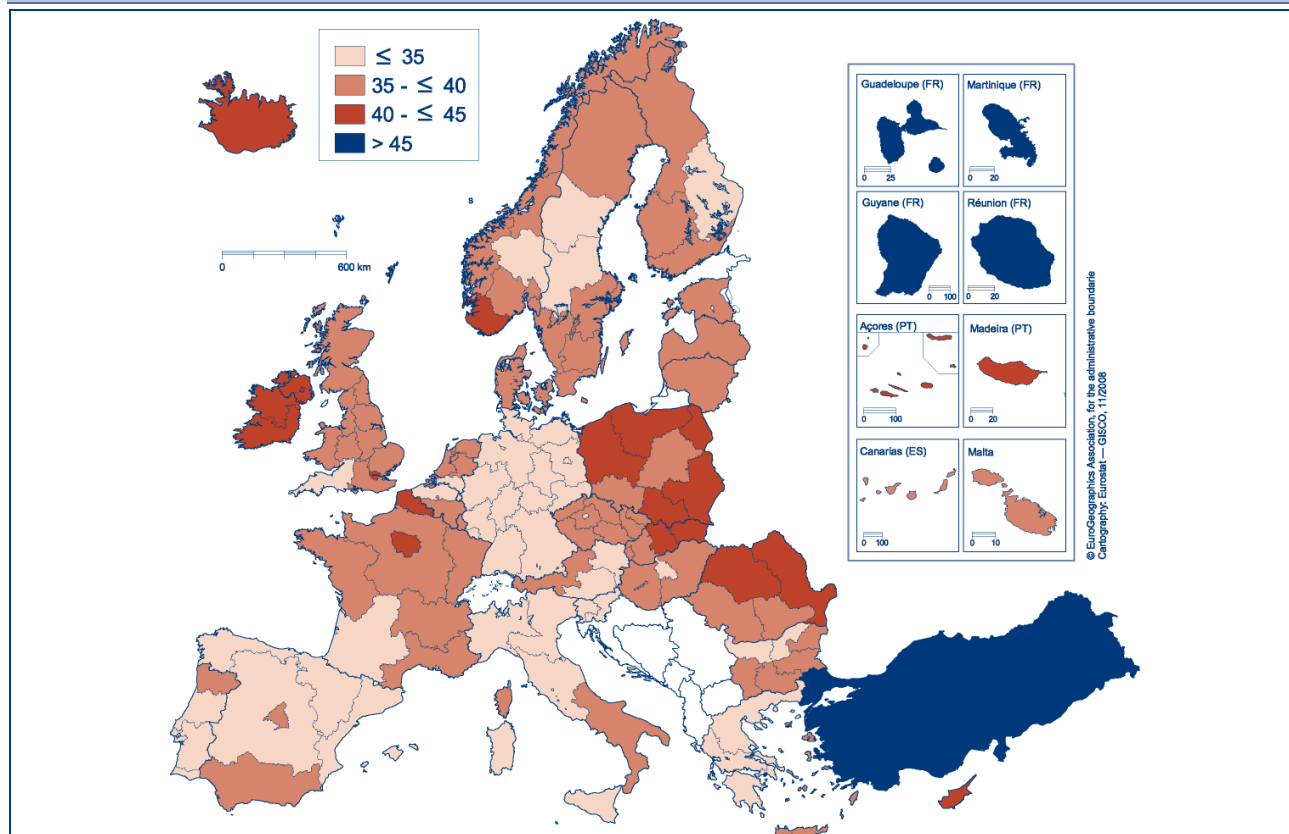 ≤ 35
35 - ≤ 40
40 - ≤ 45
> 45
s
0
600 km
Guadeloupe (FR)
0 25
Martinique (FR)
0 20
Guyane (FR)
0 100
Réunion (FR)
0 20
Açores (PT)
0 100
Madeira (PT)
0 20
Canarias (ES)
0 100
Malta
0 10
© EuroGeographics Association, for the administrative boundarie
Cartography: Eurostat — GISCO, 11/2008